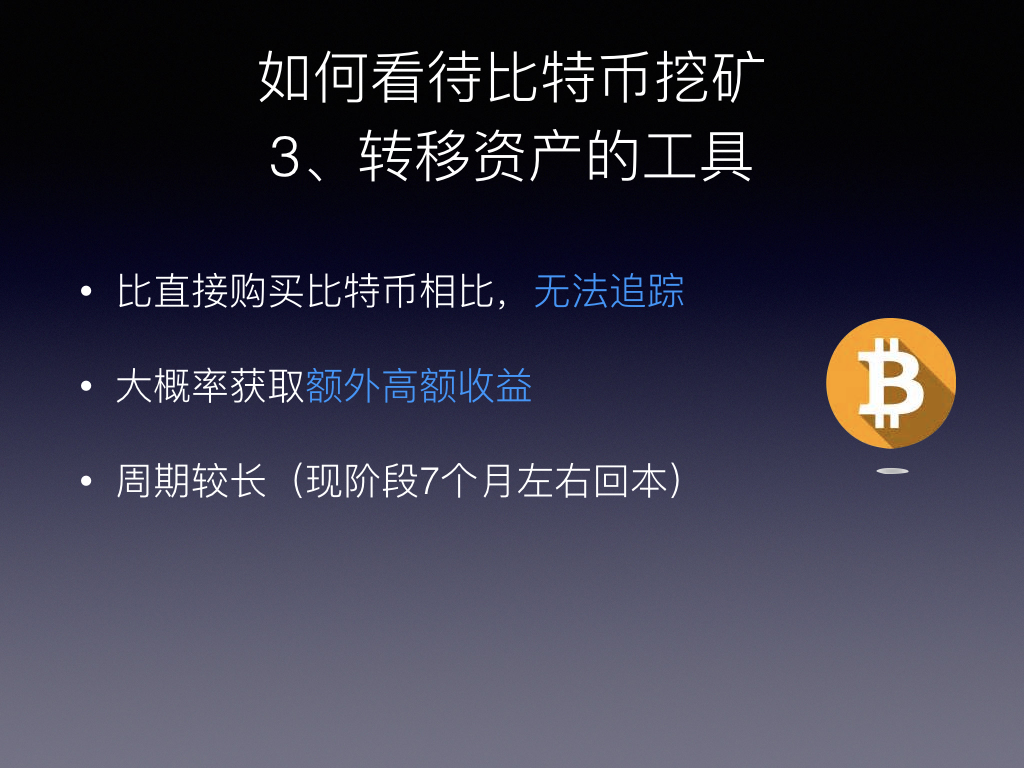 如何看待比特币挖矿
3、转移资产的工具
• 比直接购买比特币相比，无法追踪
• 大概率获取额外高额收益
• 周期较长（现阶段7个月左右回本）